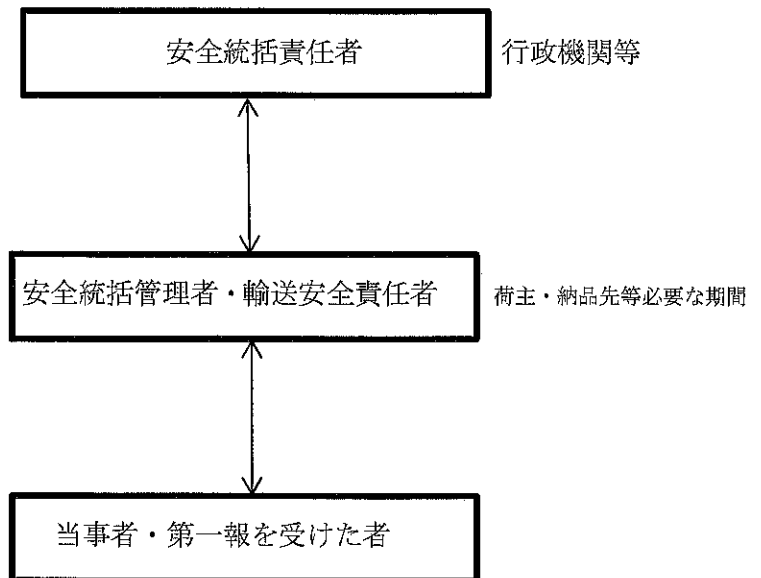 安全統括責任者
行政機関等
安全統括管理者・輸送安全責任者
荷主・納品先等必要な期間
当事者・第一報を受けた者